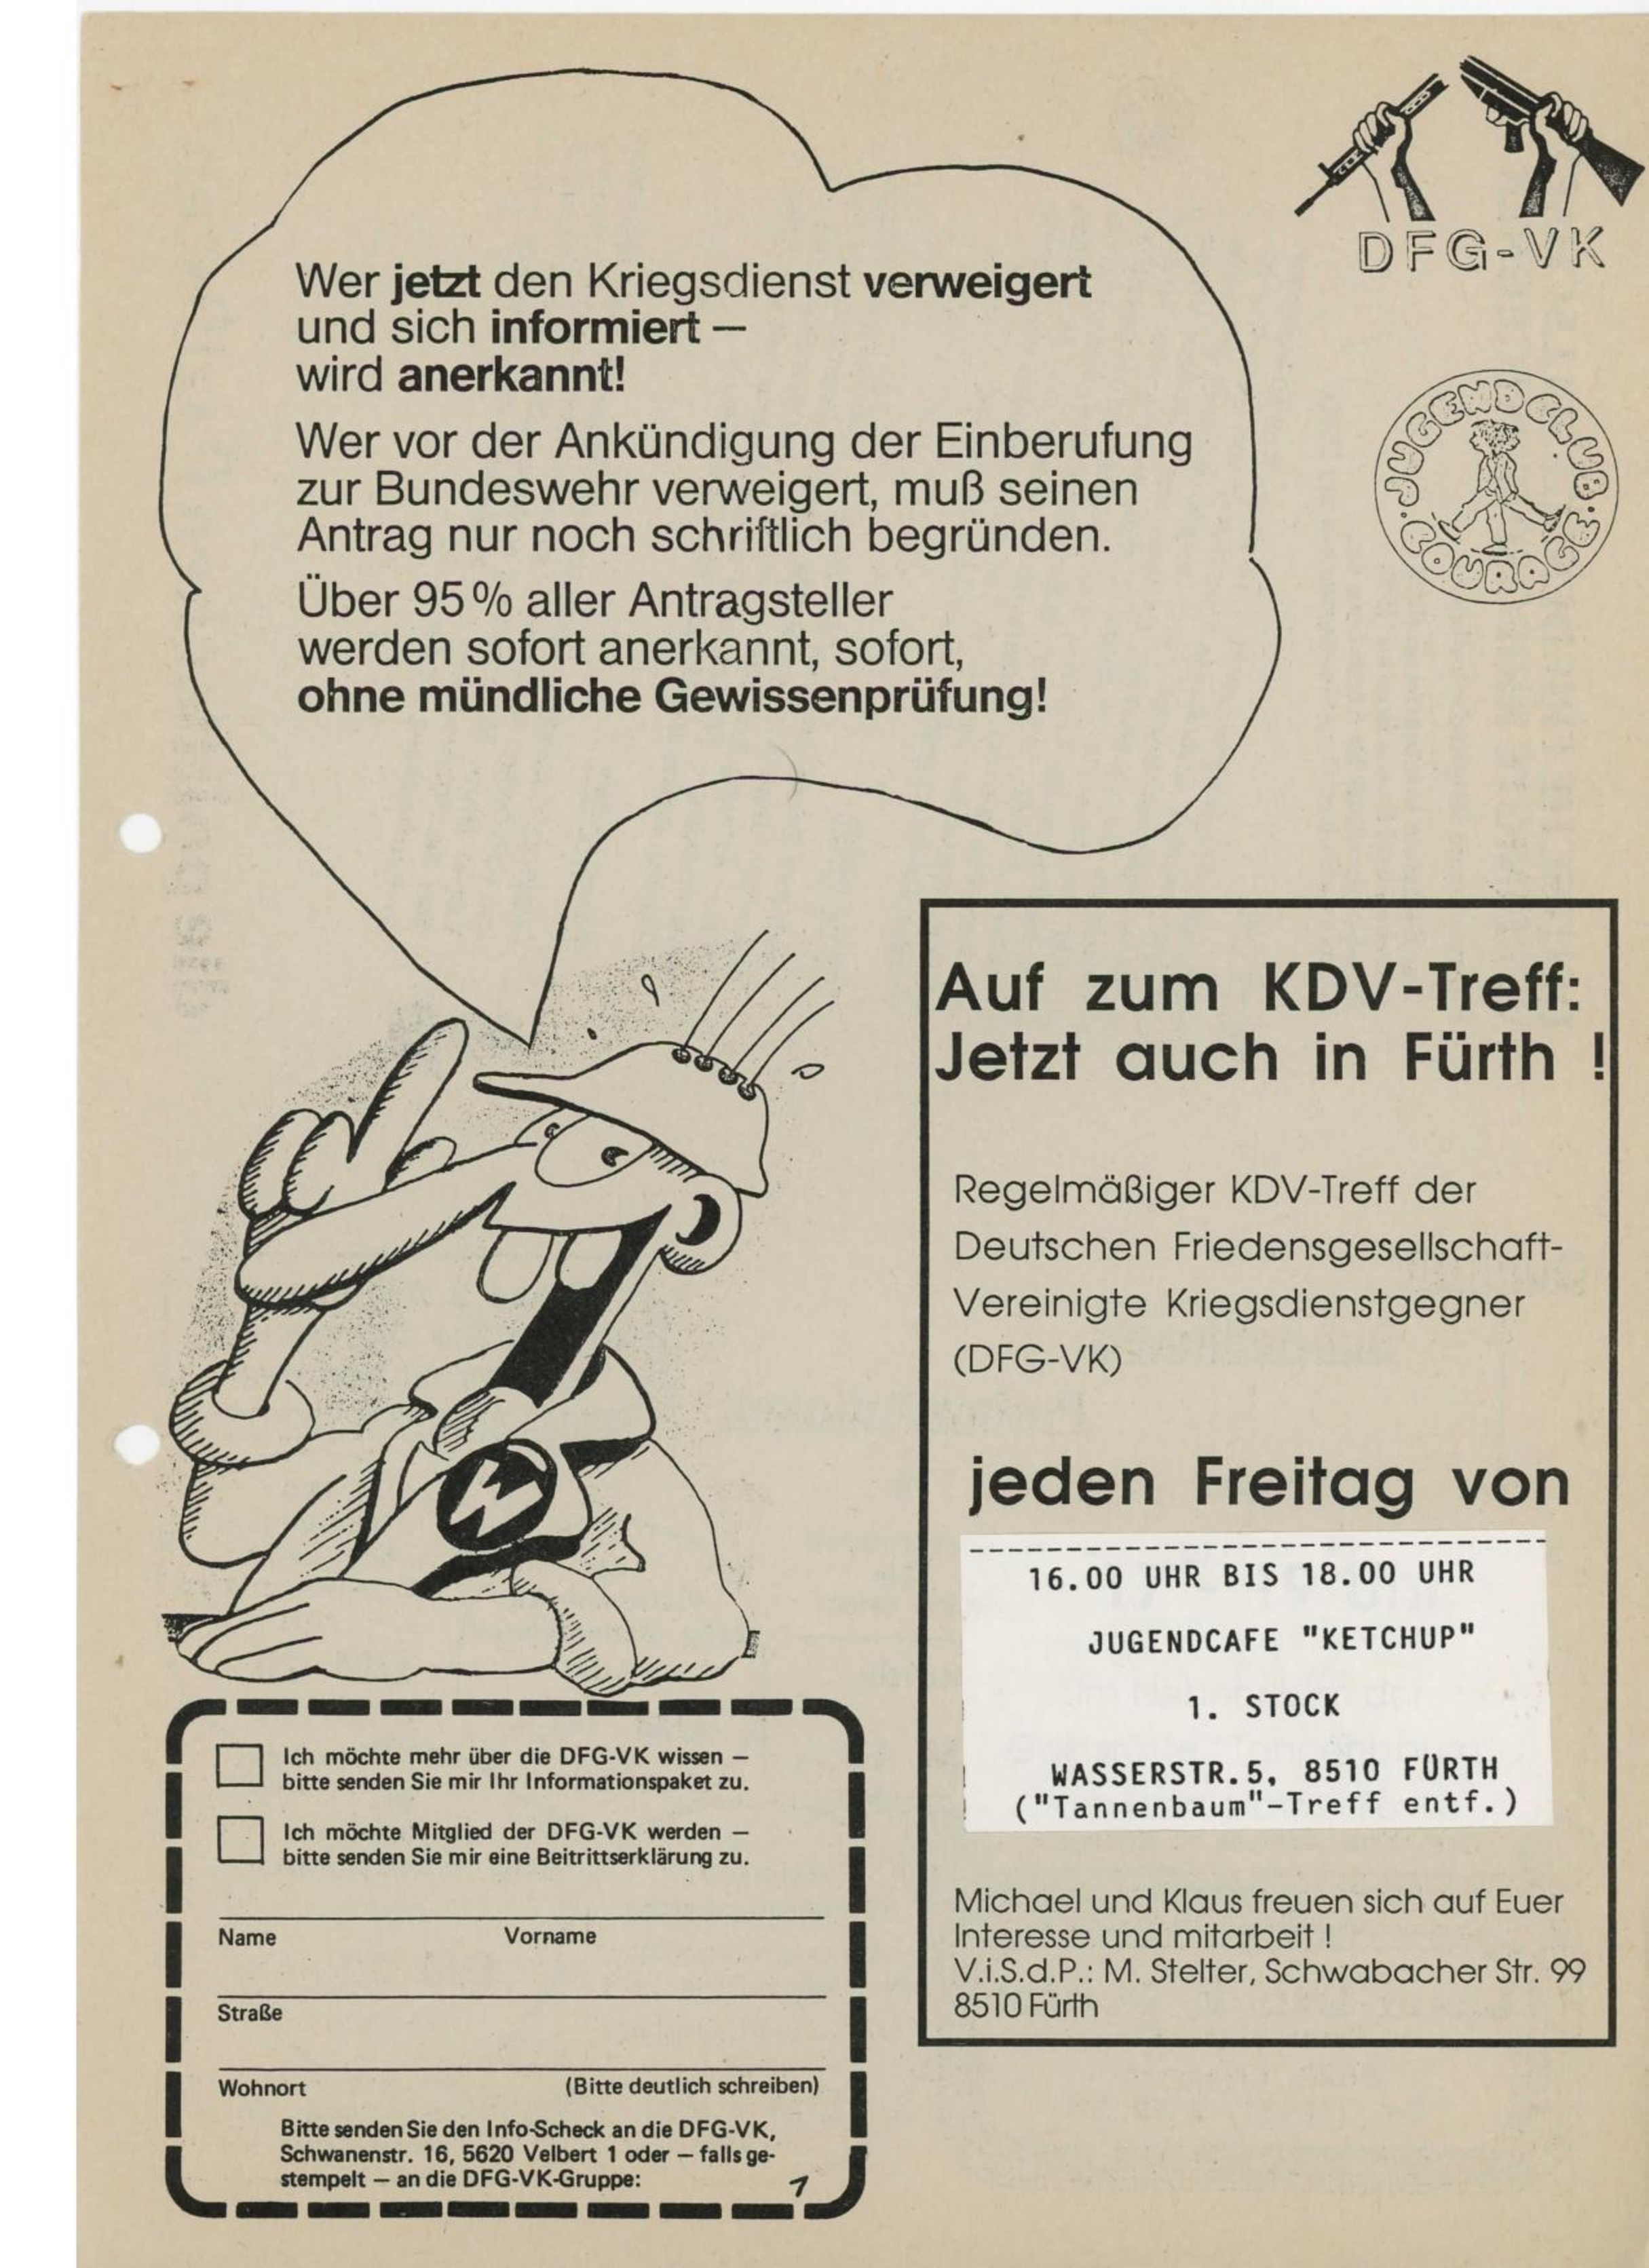 DFG-VK
JUGENDCLUB
COURAGE
Wer jetzt den Kriegsdienst verweigert
und sich informiert –
wird anerkannt!
Wer vor der Ankündigung der Einberufung
zur Bundeswehr verweigert, muß seinen
Antrag nur noch schriftlich begründen.
Über 95% aller Antragsteller
werden sofort anerkannt, sofort,
ohne mündliche Gewissenprüfung!
Auf zum KDV-Treff:
Jetzt auch in Fürth !
Regelmäßiger KDV-Treff der
Deutschen Friedensgesellschaft-
Vereinigte Kriegsdienstgegner
(DFG-VK)
jeden Freitag von
16.00 UHR BIS 18.00 UHR
JUGENDCAFE "KETCHUP"
1. STOCK
WASSERSTR.5, 8510 FÜRTH
("Tannenbaum"-Treff entf.)
Michael und Klaus freuen sich auf Euer
Interesse und mitarbeit !
V.i.S.d.P.: M. Stelter, Schwabacher Str. 99
8510 Fürth
W
Ich möchte mehr über die DFG-VK wissen –
bitte senden Sie mir Ihr Informationspaket zu.
Ich möchte Mitglied der DFG-VK werden –
bitte senden Sie mir eine Beitrittserklärung zu.
Name Vorname
Straße
Wohnort (Bitte deutlich schreiben)
Bitte senden Sie den Info-Scheck an die DFG-VK,
Schwanenstr. 16, 5620 Velbert 1 oder – falls ge-
stempelt – an die DFG-VK-Gruppe:
1